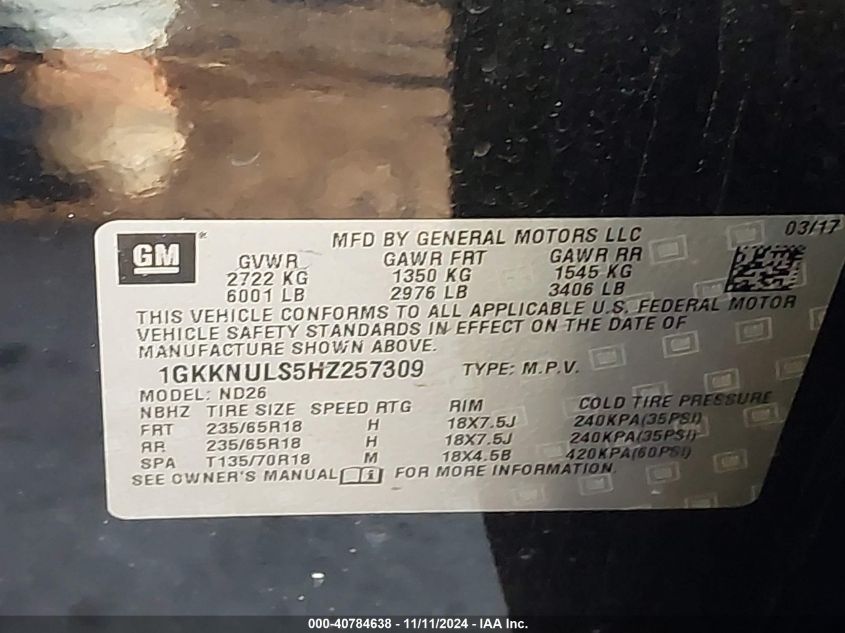 GM ®
MFD BY GENERAL MOTORS LLC 03/17
GVWR GAWR FRT GAWR RR
2722 KG 1350 KG 1545 KG
6001 LB 2976 LB 3406 LB
THIS VEHICLE CONFORMS TO ALL APPLICABLE U.S. FEDERAL MOTOR
VEHICLE SAFETY STANDARDS IN EFFECT ON THE DATE OF
MANUFACTURE SHOWN ABOVE.
1GKKNULS5HZ257309 TYPE: M.P.V.
MODEL: ND26
NBHZ TIRE SIZE SPEED RTG RIM COLD TIRE PRESSURE
FRT 235/65R18 H 18X7.5J 240KPA(35PSI)
RR 235/65R18 H 18X7.5J 240KPA(35PSI)
SPA T135/70R18 M 18X4.5B 420KPA(60PSI)
SEE OWNER'S MANUAL FOR MORE INFORMATION.
000-40784638 - 11/11/2024 - IAA Inc.